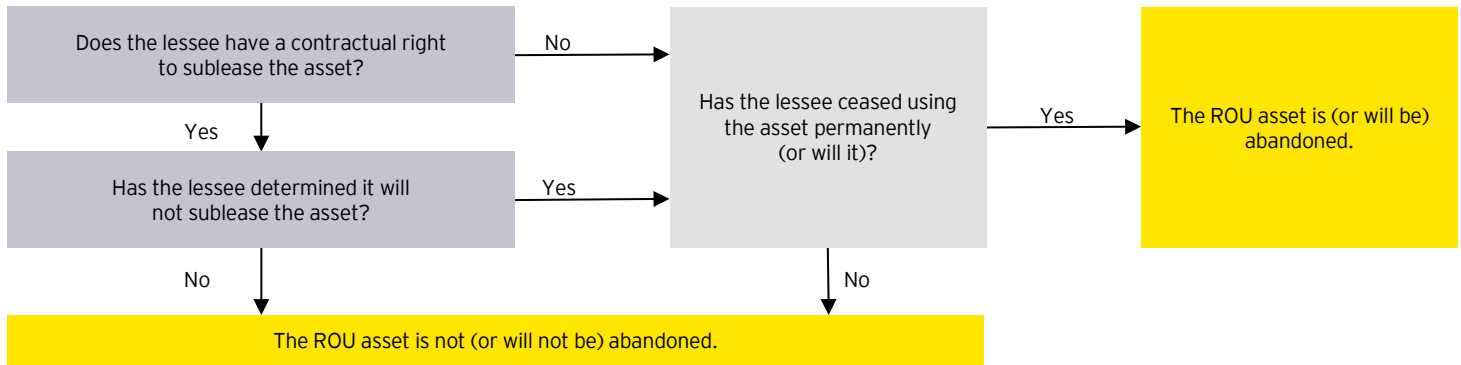 Does the lessee have a contractual right
to sublease the asset?
No
Yes
Has the lessee determined it will
not sublease the asset?
Yes
No
Has the lessee ceased using
the asset permanently
(or will it)?
Yes
No
The ROU asset is (or will be)
abandoned.
The ROU asset is not (or will not be) abandoned.